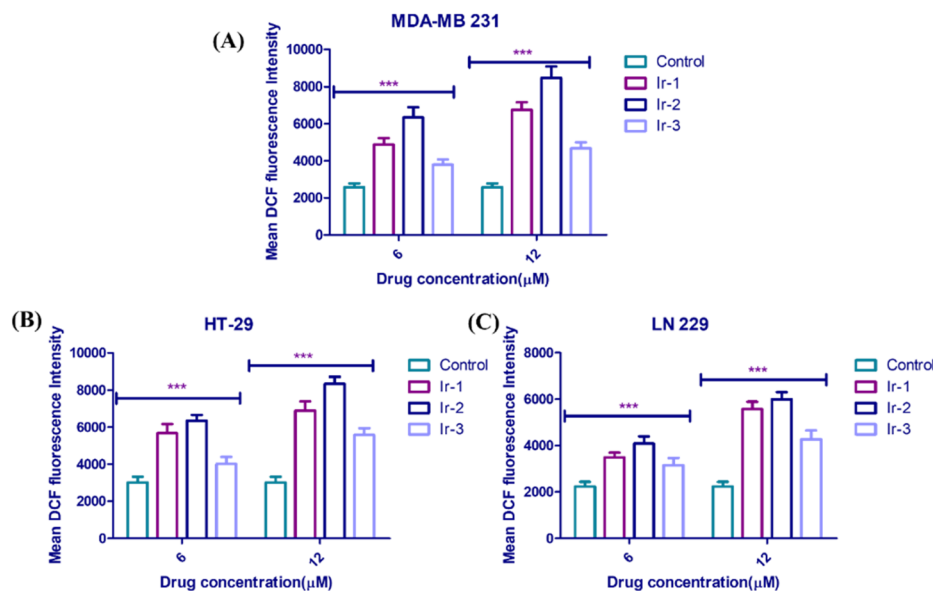 (A)
MDA-MB 231
Mean DCF fluorescence Intensity
10000
8000
6000
4000
2000
0
***
***
6
12
Drug concentration(µM)
Control
Ir-1
Ir-2
Ir-3
(B)
HT-29
Mean DCF fluorescence Intensity
10000
8000
6000
4000
2000
0
***
***
6
12
Drug concentration(µM)
Control
Ir-1
Ir-2
Ir-3
(C)
LN 229
Mean DCF fluorescence Intensity
8000
6000
4000
2000
0
***
***
6
12
Drug concentration(µM)
Control
Ir-1
Ir-2
Ir-3